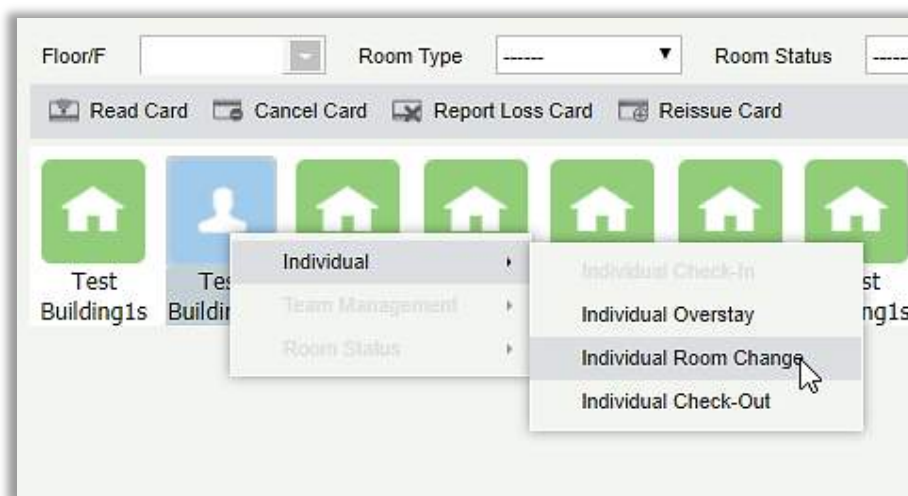 Floor/F Room Type ------ Room Status -----
Read Card Cancel Card Report Loss Card Reissue Card
Individual
Team Management
Room Status
Individual Check-In
Individual Overstay
Individual Room Change
Individual Check-Out
Test
Building1s